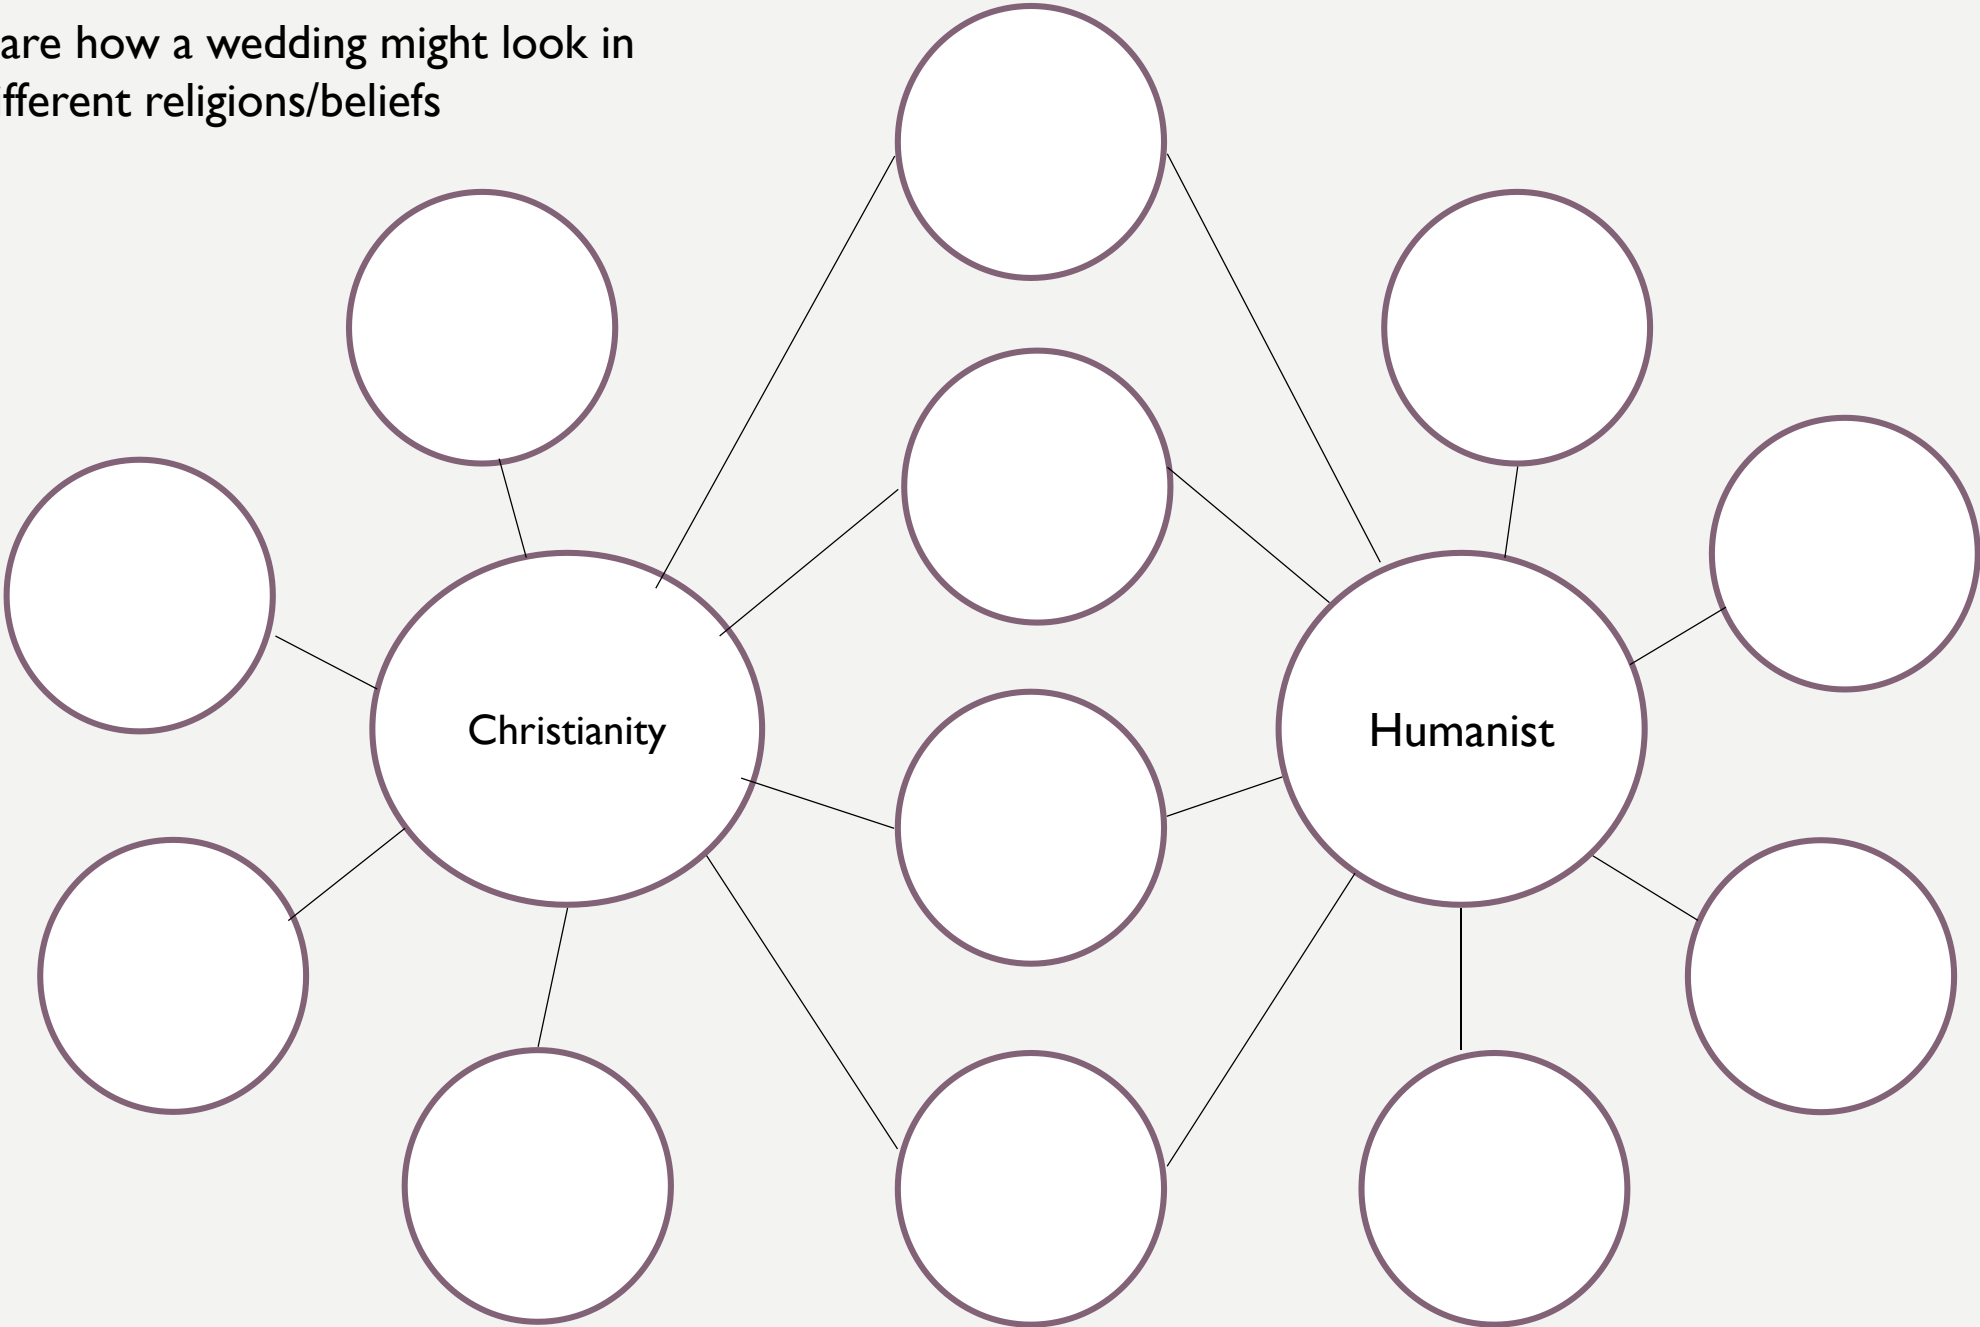 are how a wedding might look in
fferent religions/beliefs
Christianity
Humanist